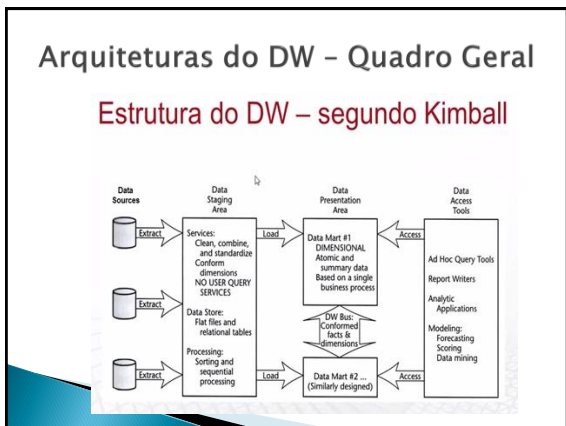 Arquiteturas do DW – Quadro Geral
Estrutura do DW – segundo Kimball
Data
Sources
Data
Staging
Area
Data
Presentation
Area
Data
Access
Tools
Extract
Extract
Extract
Services:
Clean, combine,
and standardize
Conform
dimensions
NO USER QUERY
SERVICES
Data Store:
Flat files and
relational tables
Processing:
Sorting and
sequential
processing
Load
Load
Data Mart #1
DIMENSIONAL
Atomic and
summary data
Based on a single
business process
DW Bus:
Conformed
facts &
dimensions
Data Mart #2 ...
(Similarly designed)
Access
Access
Ad Hoc Query Tools
Report Writers
Analytic
Applications
Modeling:
Forecasting
Scoring
Data mining